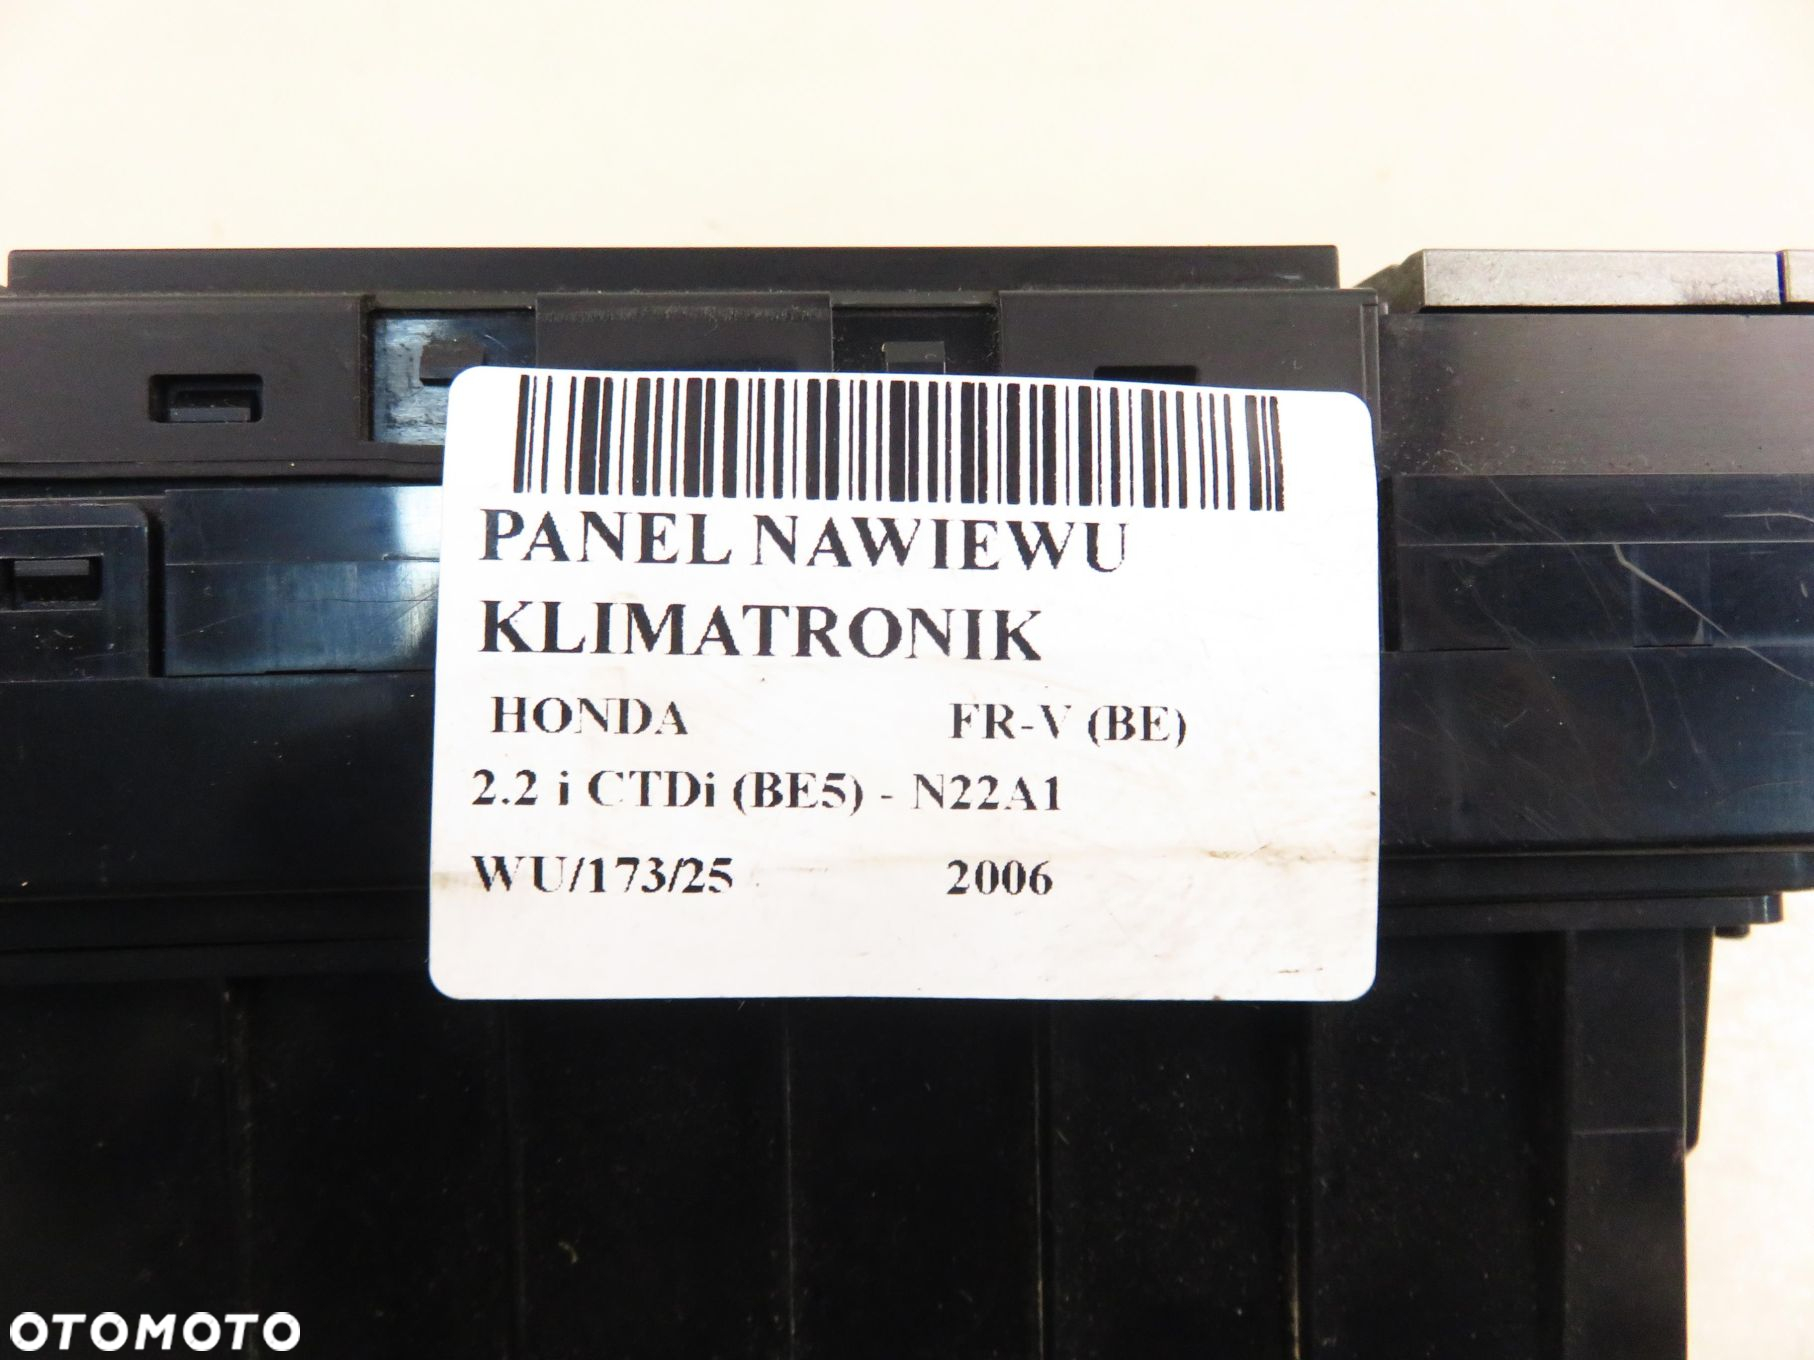 PANEL NAWIEWU
KLIMATRONIK
HONDA FR-V (BE)
2.2 i CTDi (BE5) - N22A1
WU/173/25 2006
OTOMOTO